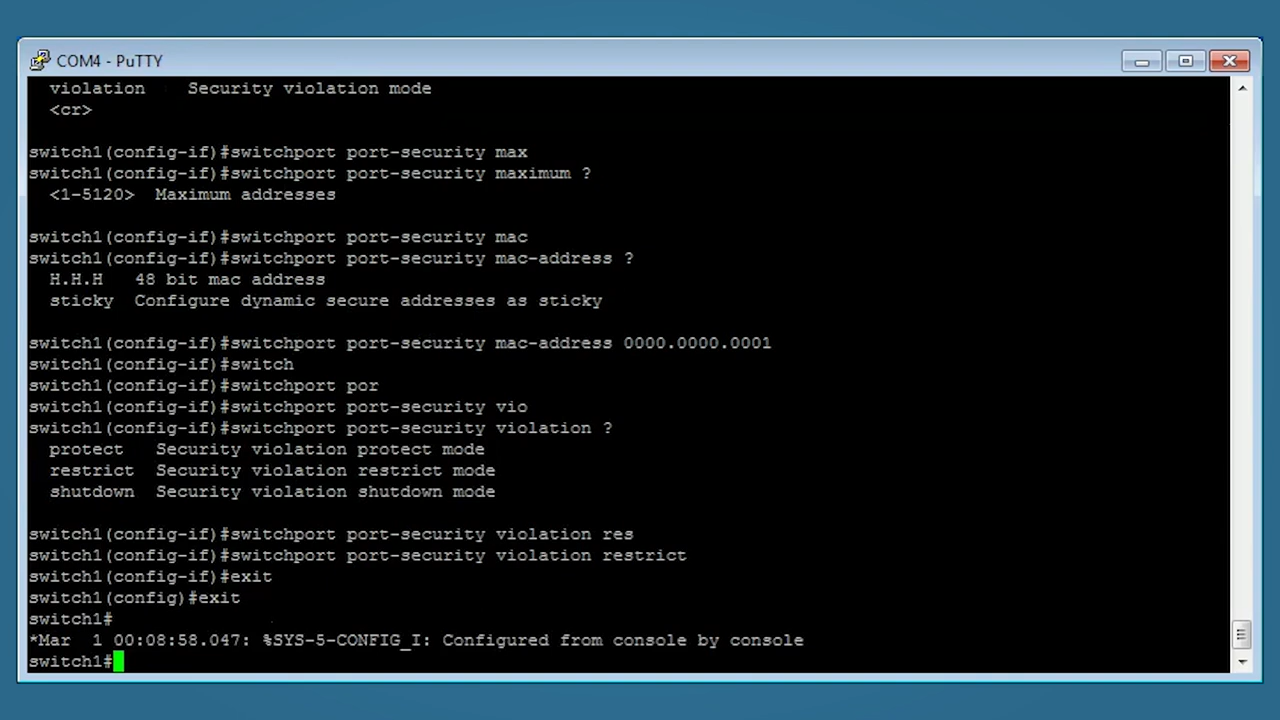 COM4 - PuTTY
violation    Security violation mode
<cr>
switch1(config-if)#switchport port-security max
switch1(config-if)#switchport port-security maximum ?
<1-5120>  Maximum addresses
switch1(config-if)#switchport port-security mac
switch1(config-if)#switchport port-security mac-address ?
H.H.H   48 bit mac address
sticky  Configure dynamic secure addresses as sticky
switch1(config-if)#switchport port-security mac-address 0000.0000.0001
switch1(config-if)#switch
switch1(config-if)#switchport por
switch1(config-if)#switchport port-security vio
switch1(config-if)#switchport port-security violation ?
protect   Security violation protect mode
restrict  Security violation restrict mode
shutdown  Security violation shutdown mode
switch1(config-if)#switchport port-security violation res
switch1(config-if)#switchport port-security violation restrict
switch1(config-if)#exit
switch1(config)#exit
switch1#
*Mar  1 00:08:58.047: %SYS-5-CONFIG_I: Configured from console by console
switch1#